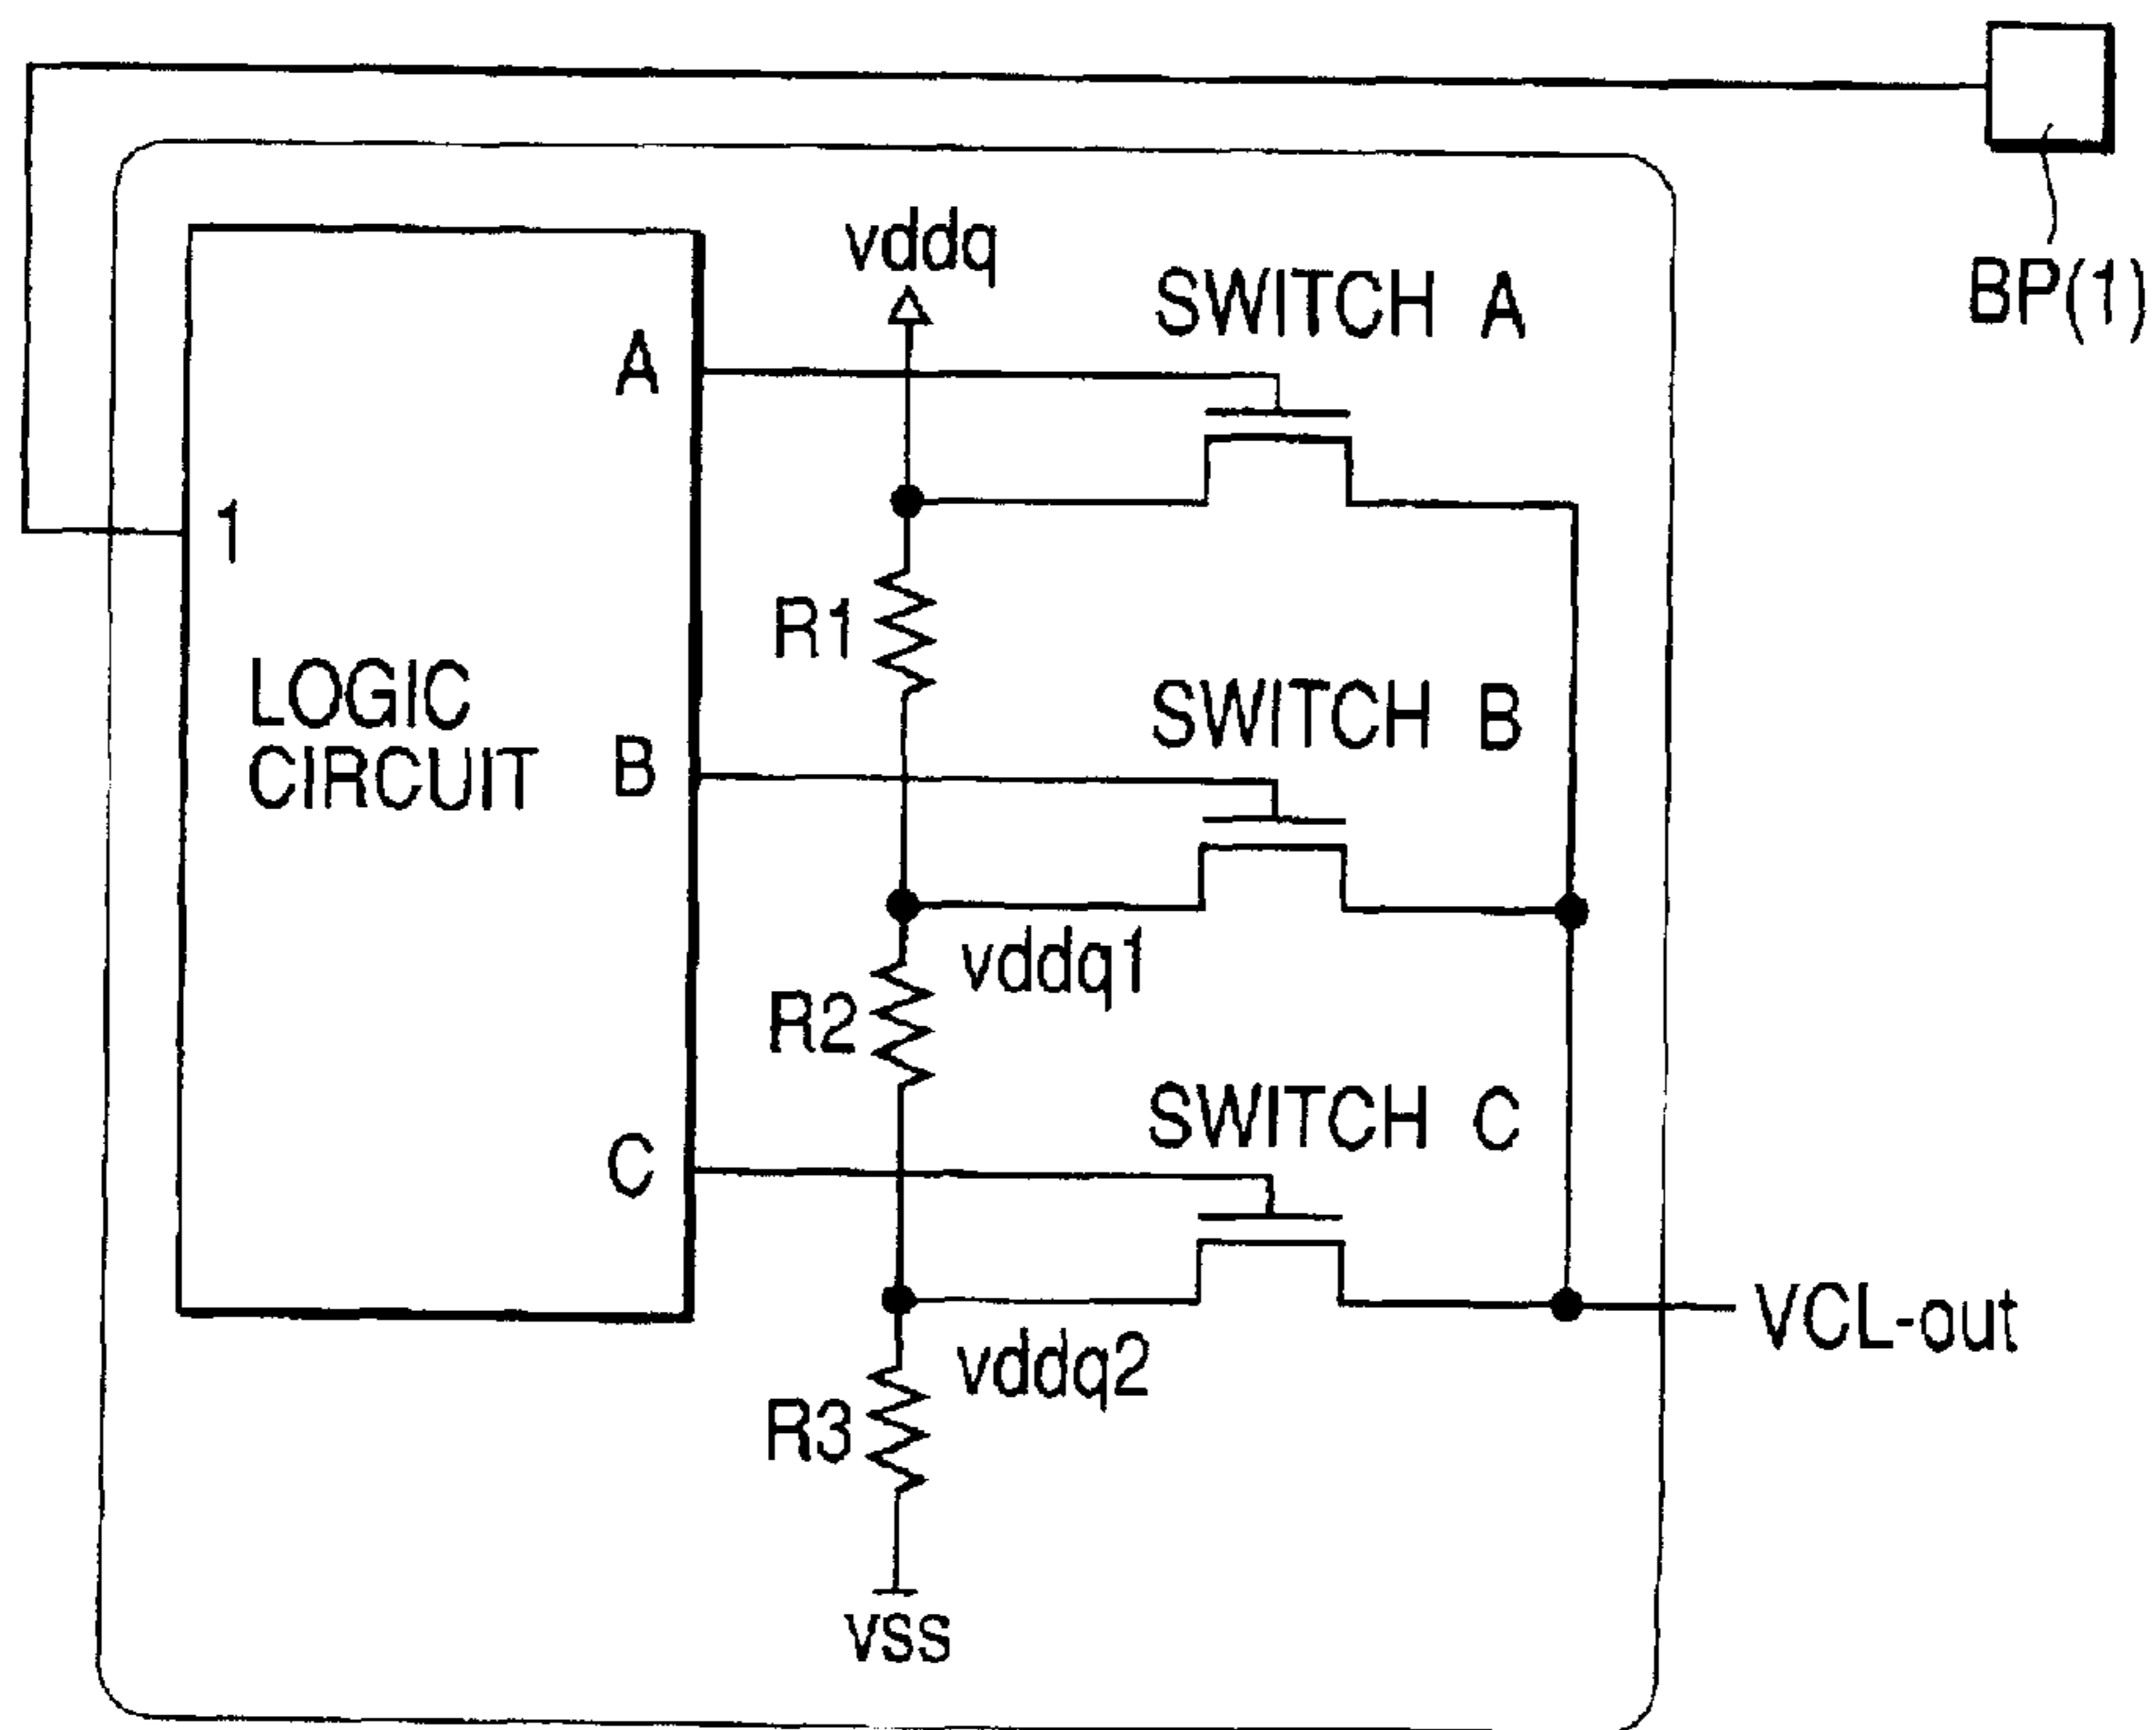 vddq
SWITCH A
BP(1)
A
1
R1
LOGIC
CIRCUIT
SWITCH B
B
vddq1
R2
SWITCH C
C
VCL-out
vddq2
R3
vss